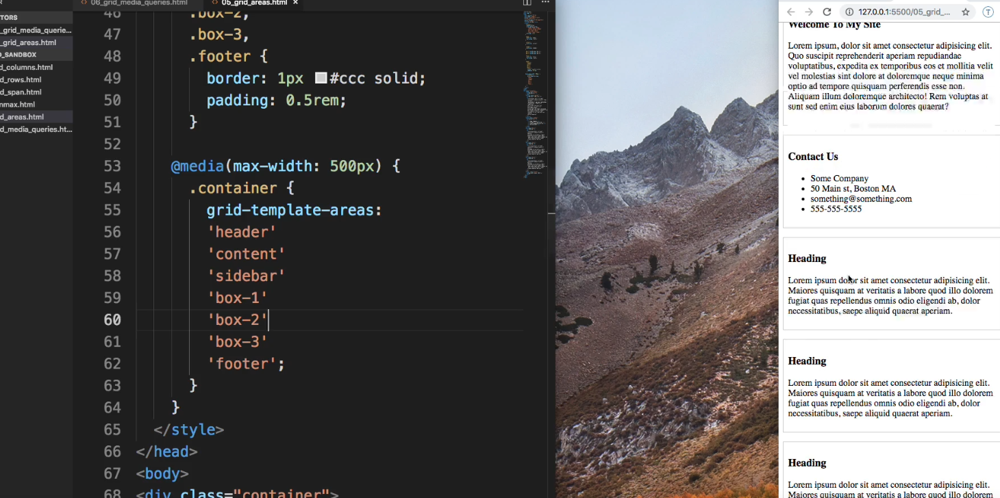 06_grid_media_queries.html
05_grid_areas.html ×
TORS
_grid_media_querie...
_grid_areas.html
_SANDBOX
d_columns.html
d_rows.html
d_span.html
nmax.html
d_areas.html
d_media_queries.ht...
46 .box-2,
47 .box-3,
48 .footer {
49 border: 1px #ccc solid;
50 padding: 0.5rem;
51 }
52
53 @media(max-width: 500px) {
54 .container {
55 grid-template-areas:
56 'header'
57 'content'
58 'sidebar'
59 'box-1'
60 'box-2'
61 'box-3'
62 'footer';
63 }
64 }
65 </style>
66 </head>
67 <body>
68 <div class="container">
127.0.0.1:5500/05_grid_...
T
Welcome To My Site
Lorem ipsum, dolor sit amet consectetur adipisicing elit.
Quo suscipit reprehenderit aperiam repudiandae
voluptatibus, expedita ex temporibus eos et mollitia velit
vel molestias sint dolore at doloremque neque minima
optio ad tempore quisquam perferendis esse non.
Aliquam illum doloremque architecto! Rem voluptas at
sunt sed enim eius laborum dolores quaerat?
Contact Us
• Some Company
• 50 Main st, Boston MA
• something@something.com
• 555-555-5555
Heading
Lorem ipsum dolor sit amet consectetur adipisicing elit.
Maiores quisquam at veritatis a labore quod illo dolorem
fugiat quas repellendus omnis odio eligendi ab, dolor
necessitatibus, saepe aliquid quaerat aperiam.
Heading
Lorem ipsum dolor sit amet consectetur adipisicing elit.
Maiores quisquam at veritatis a labore quod illo dolorem
fugiat quas repellendus omnis odio eligendi ab, dolor
necessitatibus, saepe aliquid quaerat aperiam.
Heading
Lorem ipsum dolor sit amet consectetur adipisicing elit.
Maiores quisquam at veritatis a labore quod illo dolorem